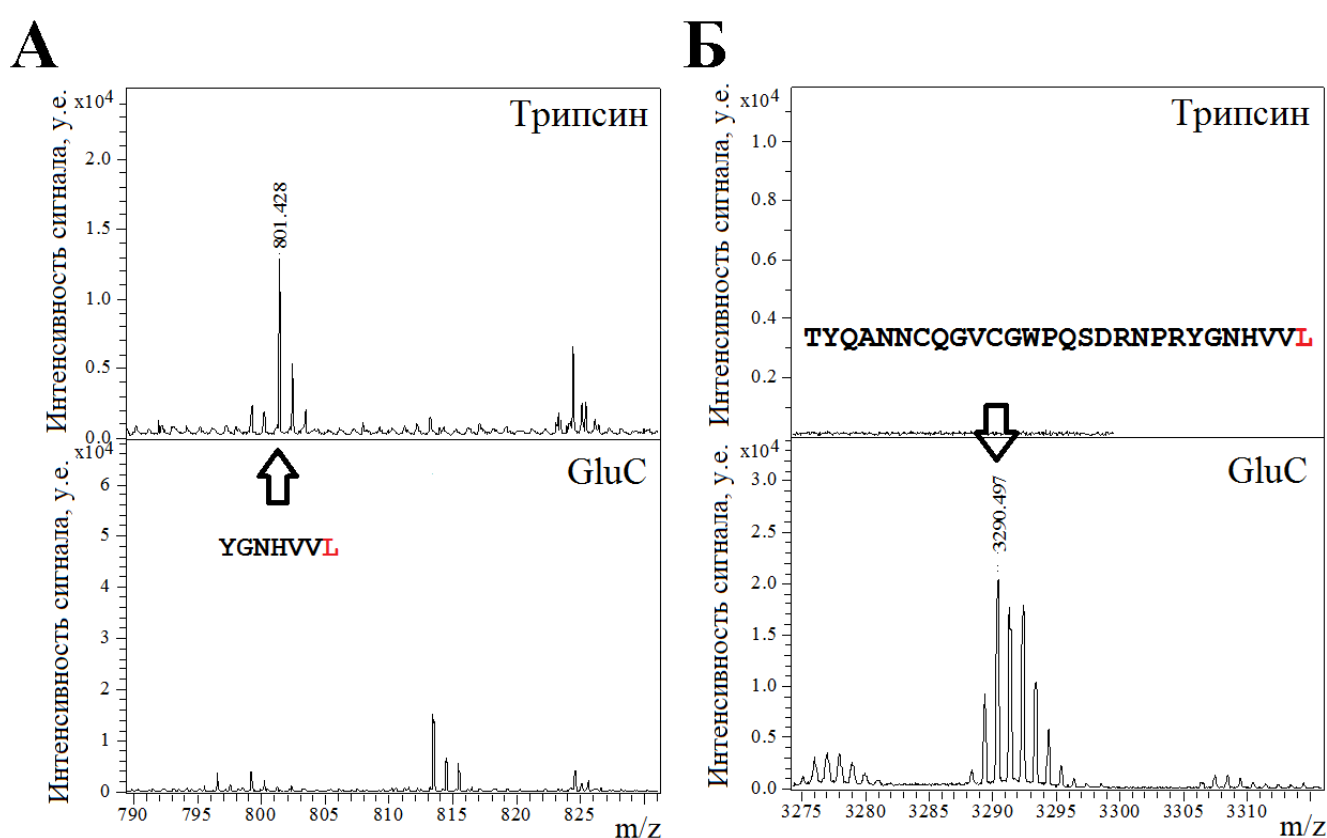 А
Интенсивность сигнала, у.е.
x10⁴
2.0
1.5
1.0
0.5
0.0
Трипсин
801.428
Интенсивность сигнала, у.е.
x10⁴
6
5
4
3
2
1
0
GluC
YGNHVVL
790 795 800 805 810 815 820 825
m/z
Б
Интенсивность сигнала, у.е.
x10⁴
1.0
0.8
0.6
0.4
0.2
Трипсин
TYQANNCQGVCGWPQSDRNPRYGNHVVL
Интенсивность сигнала, у.е.
x10⁴
3.0
2.5
2.0
1.5
1.0
0.5
0.0
GluC
3290.497
3275 3280 3285 3290 3295 3300 3305 3310
m/z